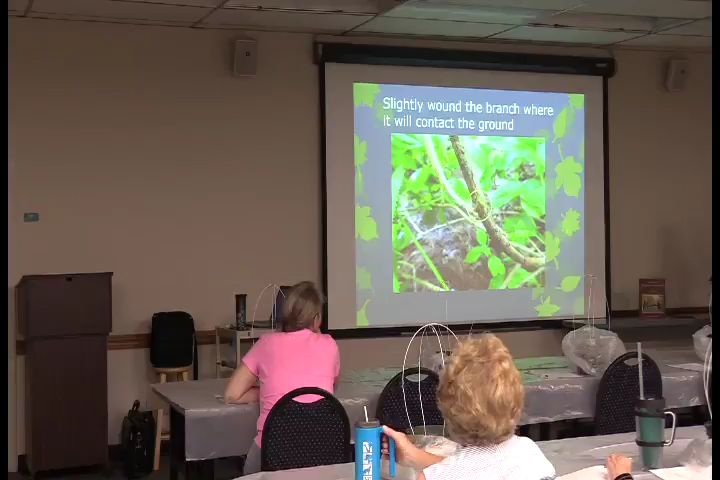 Slightly wound the branch where
it will contact the ground